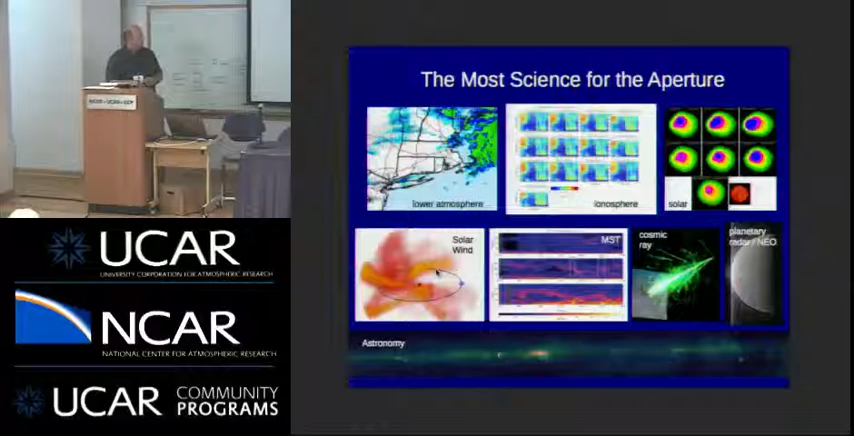 The Most Science for the Aperture
lower atmosphere
ionosphere
solar
Solar
Wind
MST
cosmic
ray
planetary
radar / NEO
Astronomy
UCAR
UNIVERSITY CORPORATION FOR ATMOSPHERIC RESEARCH
NCAR
NATIONAL CENTER FOR ATMOSPHERIC RESEARCH
UCAR
COMMUNITY
PROGRAMS